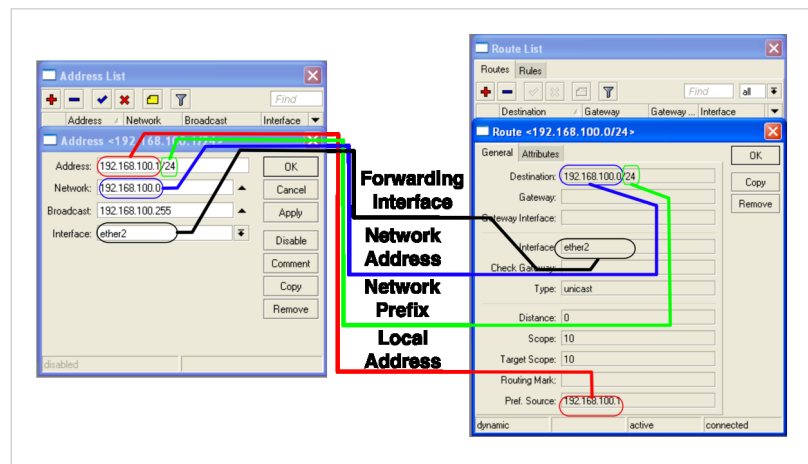 Address List
Find
Address Network Broadcast Interface
Address <192.168.100.1/24>
Address: 192.168.100.1/24
Network: 192.168.100.0
Broadcast: 192.168.100.255
Interface: ether2
OK
Cancel
Apply
Disable
Comment
Copy
Remove
disabled
Forwarding
Interface
Network
Address
Network
Prefix
Local
Address
Route List
Routes Rules
Find all
Destination Gateway Gateway ... Interface
Route <192.168.100.0/24>
General Attributes
Destination: 192.168.100.0/24
Gateway:
Gateway Interface:
Interface: ether2
Check Gateway:
Type: unicast
Distance: 0
Scope: 10
Target Scope: 10
Routing Mark:
Pref. Source: 192.168.100.1
OK
Copy
Remove
dynamic active connected